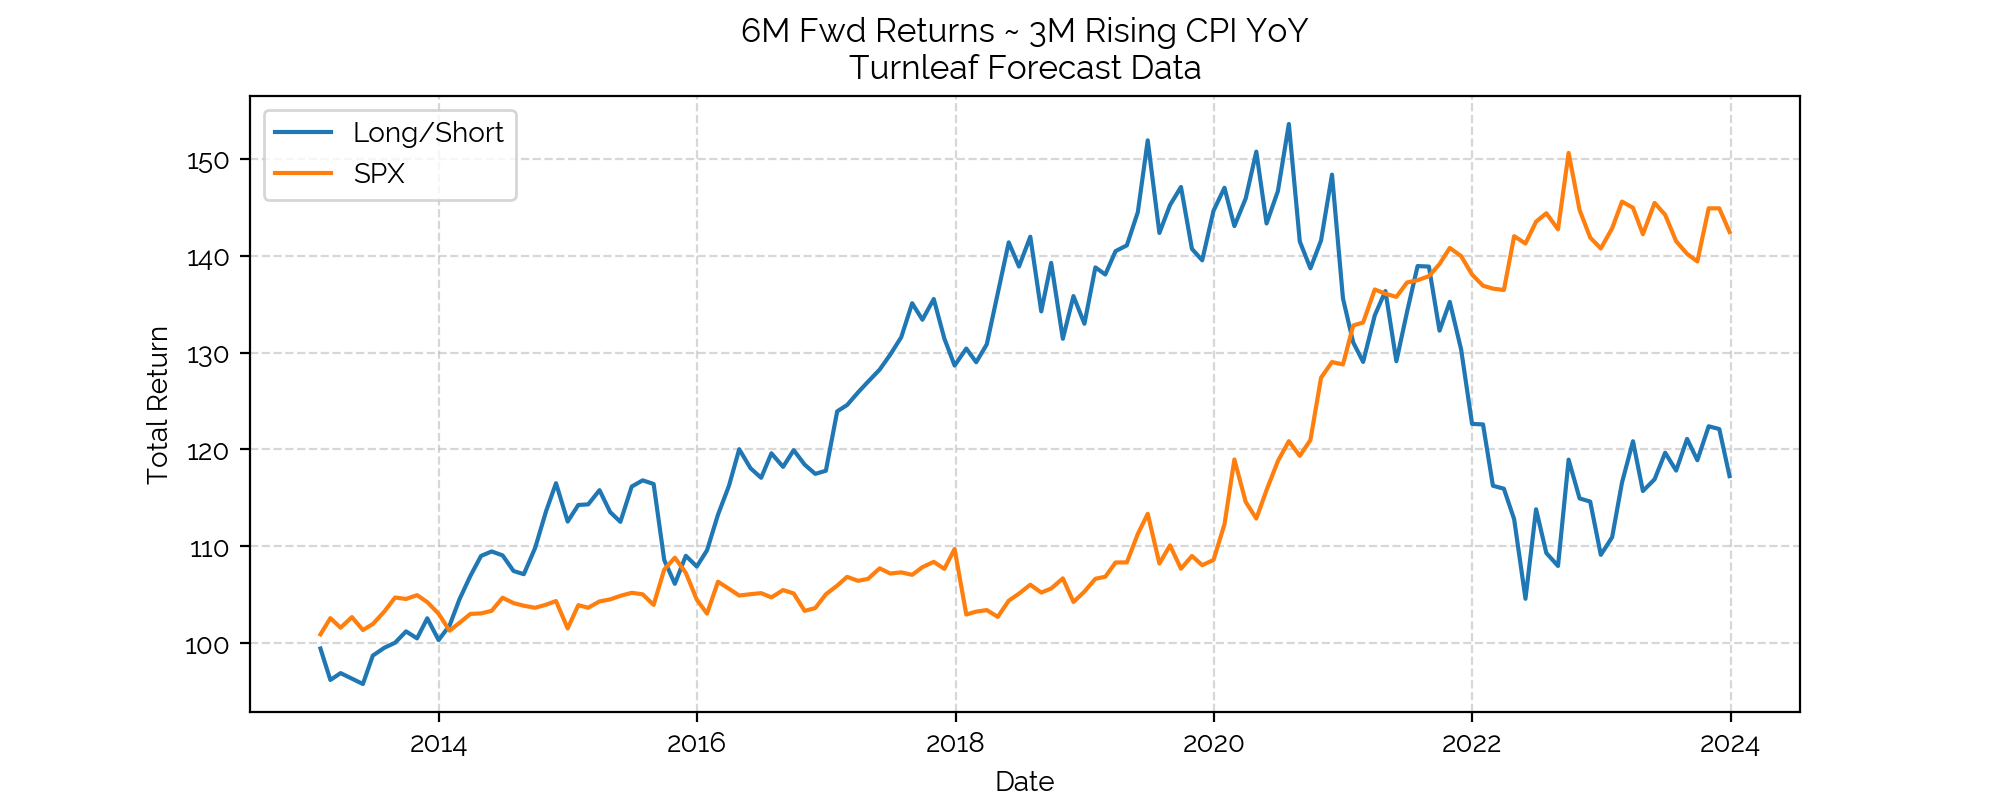 6M Fwd Returns ~ 3M Rising CPI YoY
Turnleaf Forecast Data
Long/Short
SPX
150
140
130
120
110
100
Total Return
2014
2016
2018
2020
2022
2024
Date